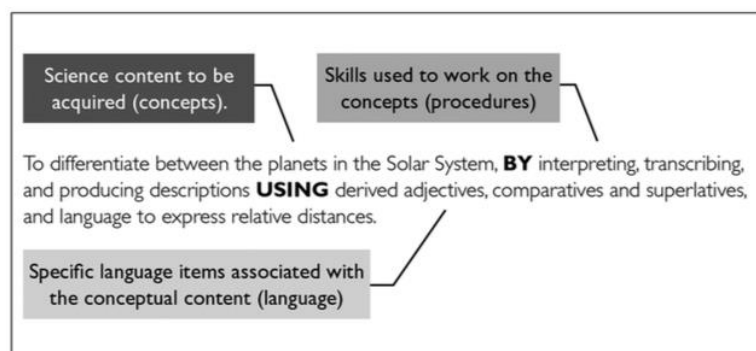 Science content to be
acquired (concepts).
Skills used to work on the
concepts (procedures)
To differentiate between the planets in the Solar System, BY interpreting, transcribing,
and producing descriptions USING derived adjectives, comparatives and superlatives,
and language to express relative distances.
Specific language items associated with
the conceptual content (language)